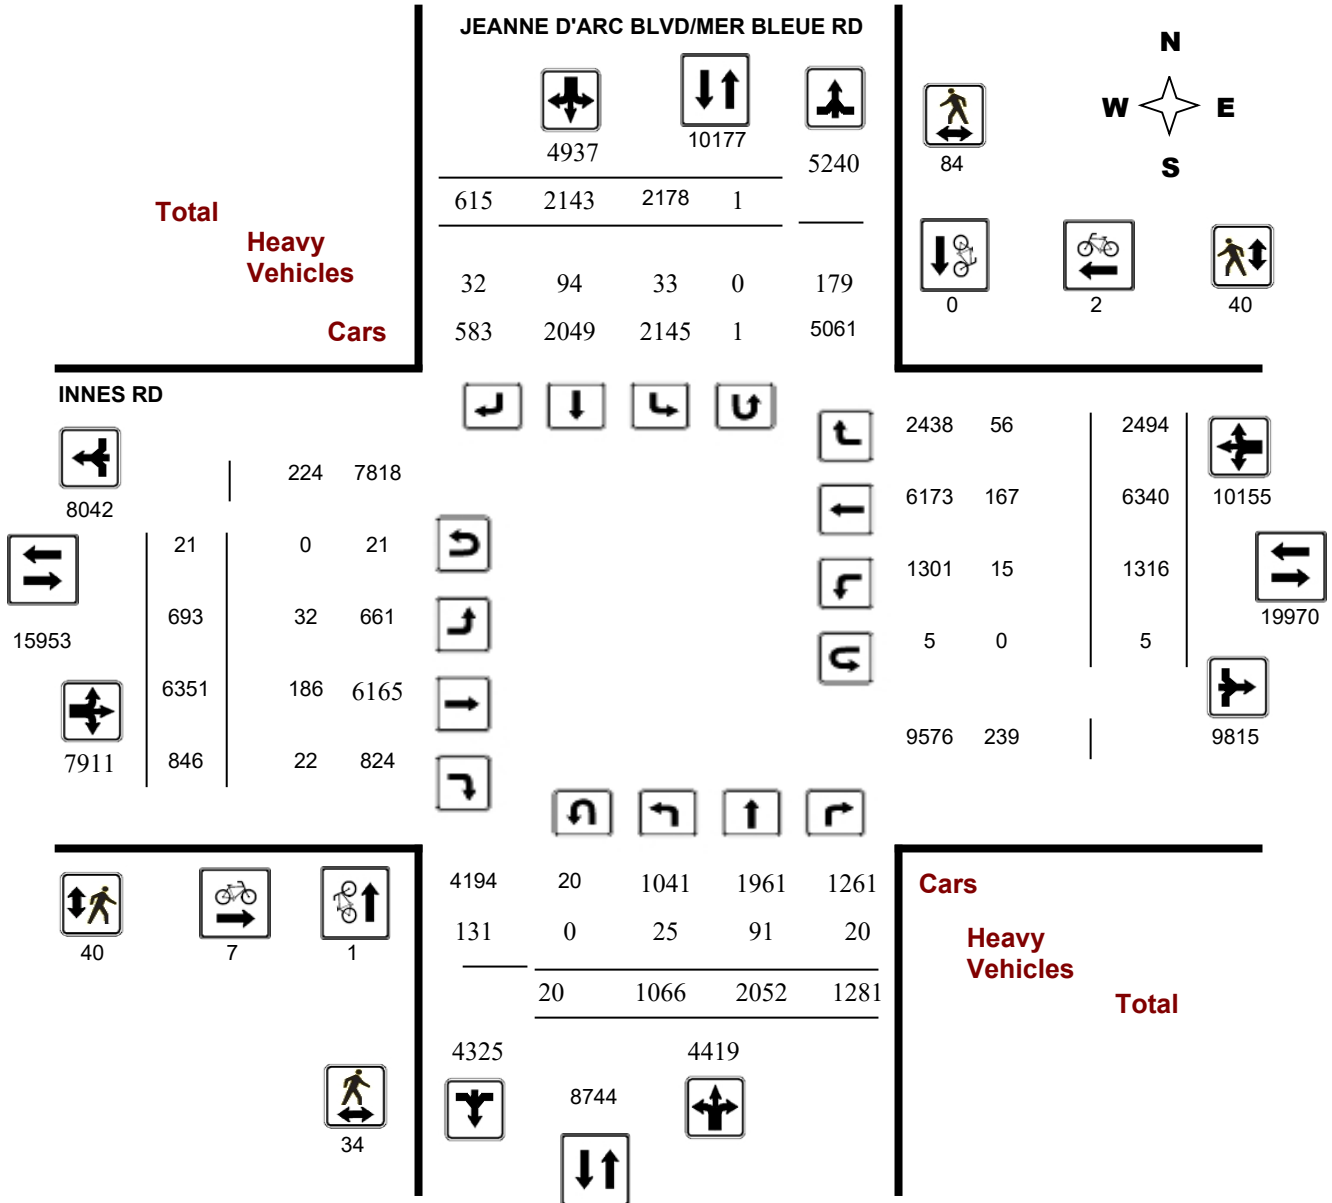 JEANNE D'ARC BLVD/MER BLEUE RD
N
W E
S
4937 10177 5240 84
615 2143 2178 1
Total
Heavy
Vehicles
32 94 33 0 179
Cars
583 2049 2145 1 5061
0 2 40
INNES RD
2438 56 2494
224 7818
8042
6173 167 6340 10155
21 0 21
1301 15 1316
693 32 661
15953
19970
5 0 5
6351 186 6165
9576 239 9815
7911 846 22 824
4194 20 1041 1961 1261
Cars
131 0 25 91 20
Heavy
Vehicles
40 7 1
20 1066 2052 1281
Total
4325 4419
8744
34